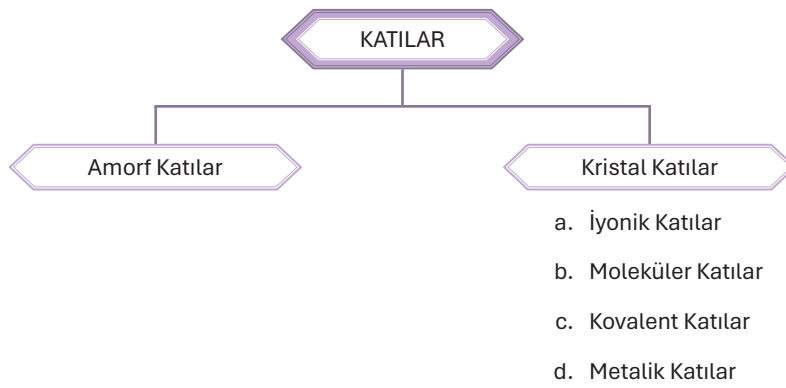 KATILAR
Amorf Katılar
Kristal Katılar
a. İyonik Katılar
b. Moleküler Katılar
c. Kovalent Katılar
d. Metalik Katılar